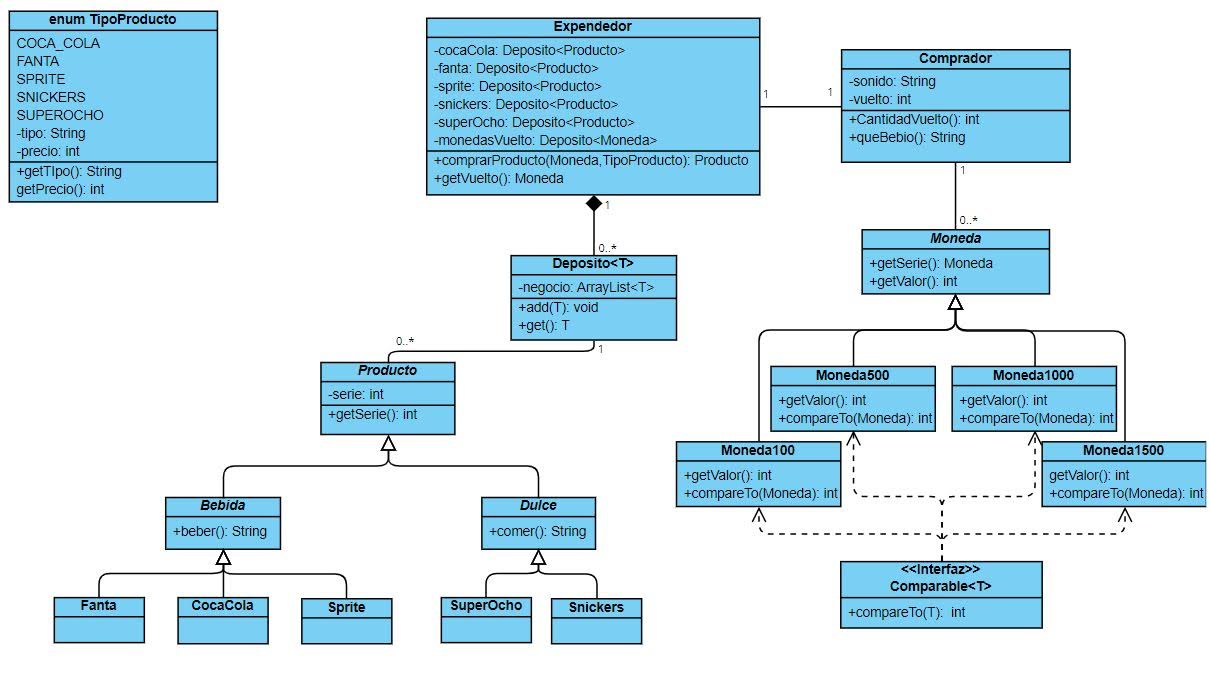 enum TipoProducto
COCA_COLA
FANTA
SPRITE
SNICKERS
SUPEROCHO
-tipo: String
-precio: int
+getTIpo(): String
getPrecio(): int
Expendedor
-cocaCola: Deposito<Producto>
-fanta: Deposito<Producto>
-sprite: Deposito<Producto>
-snickers: Deposito<Producto>
-superOcho: Deposito<Producto>
-monedasVuelto: Deposito<Moneda>
+comprarProducto(Moneda,TipoProducto): Producto
+getVuelto(): Moneda
1
1
Comprador
-sonido: String
-vuelto: int
+CantidadVuelto(): int
+queBebio(): String
1
0..*
1
0..*
Deposito<T>
-negocio: ArrayList<T>
+add(T): void
+get(): T
Moneda
+getSerie(): Moneda
+getValor(): int
0..*
1
Producto
-serie: int
+getSerie(): int
Moneda500
+getValor(): int
+compareTo(Moneda): int
Moneda1000
+getValor(): int
+compareTo(Moneda): int
Moneda100
+getValor(): int
+compareTo(Moneda): int
Moneda1500
getValor(): int
+compareTo(Moneda): int
Bebida
+beber(): String
Dulce
+comer(): String
Fanta
CocaCola
Sprite
SuperOcho
Snickers
<<Interfaz>>
Comparable<T>
+compareTo(T): int